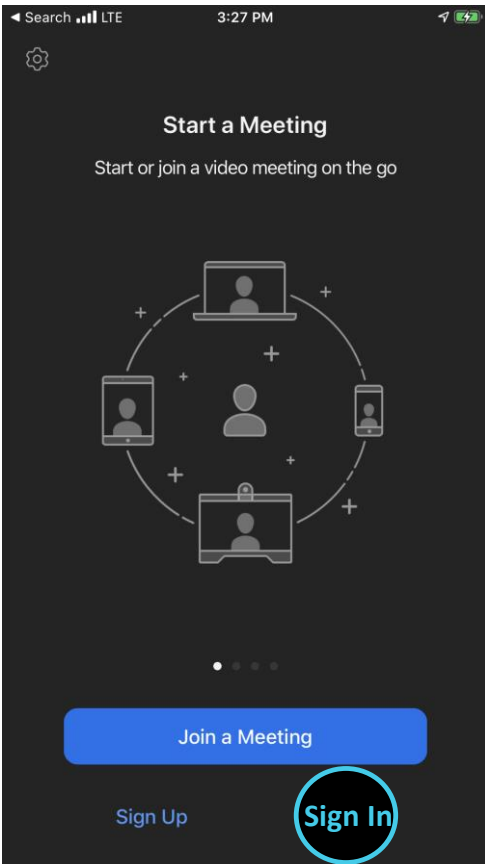 Search LTE 3:27 PM
Start a Meeting
Start or join a video meeting on the go
Join a Meeting
Sign Up Sign In